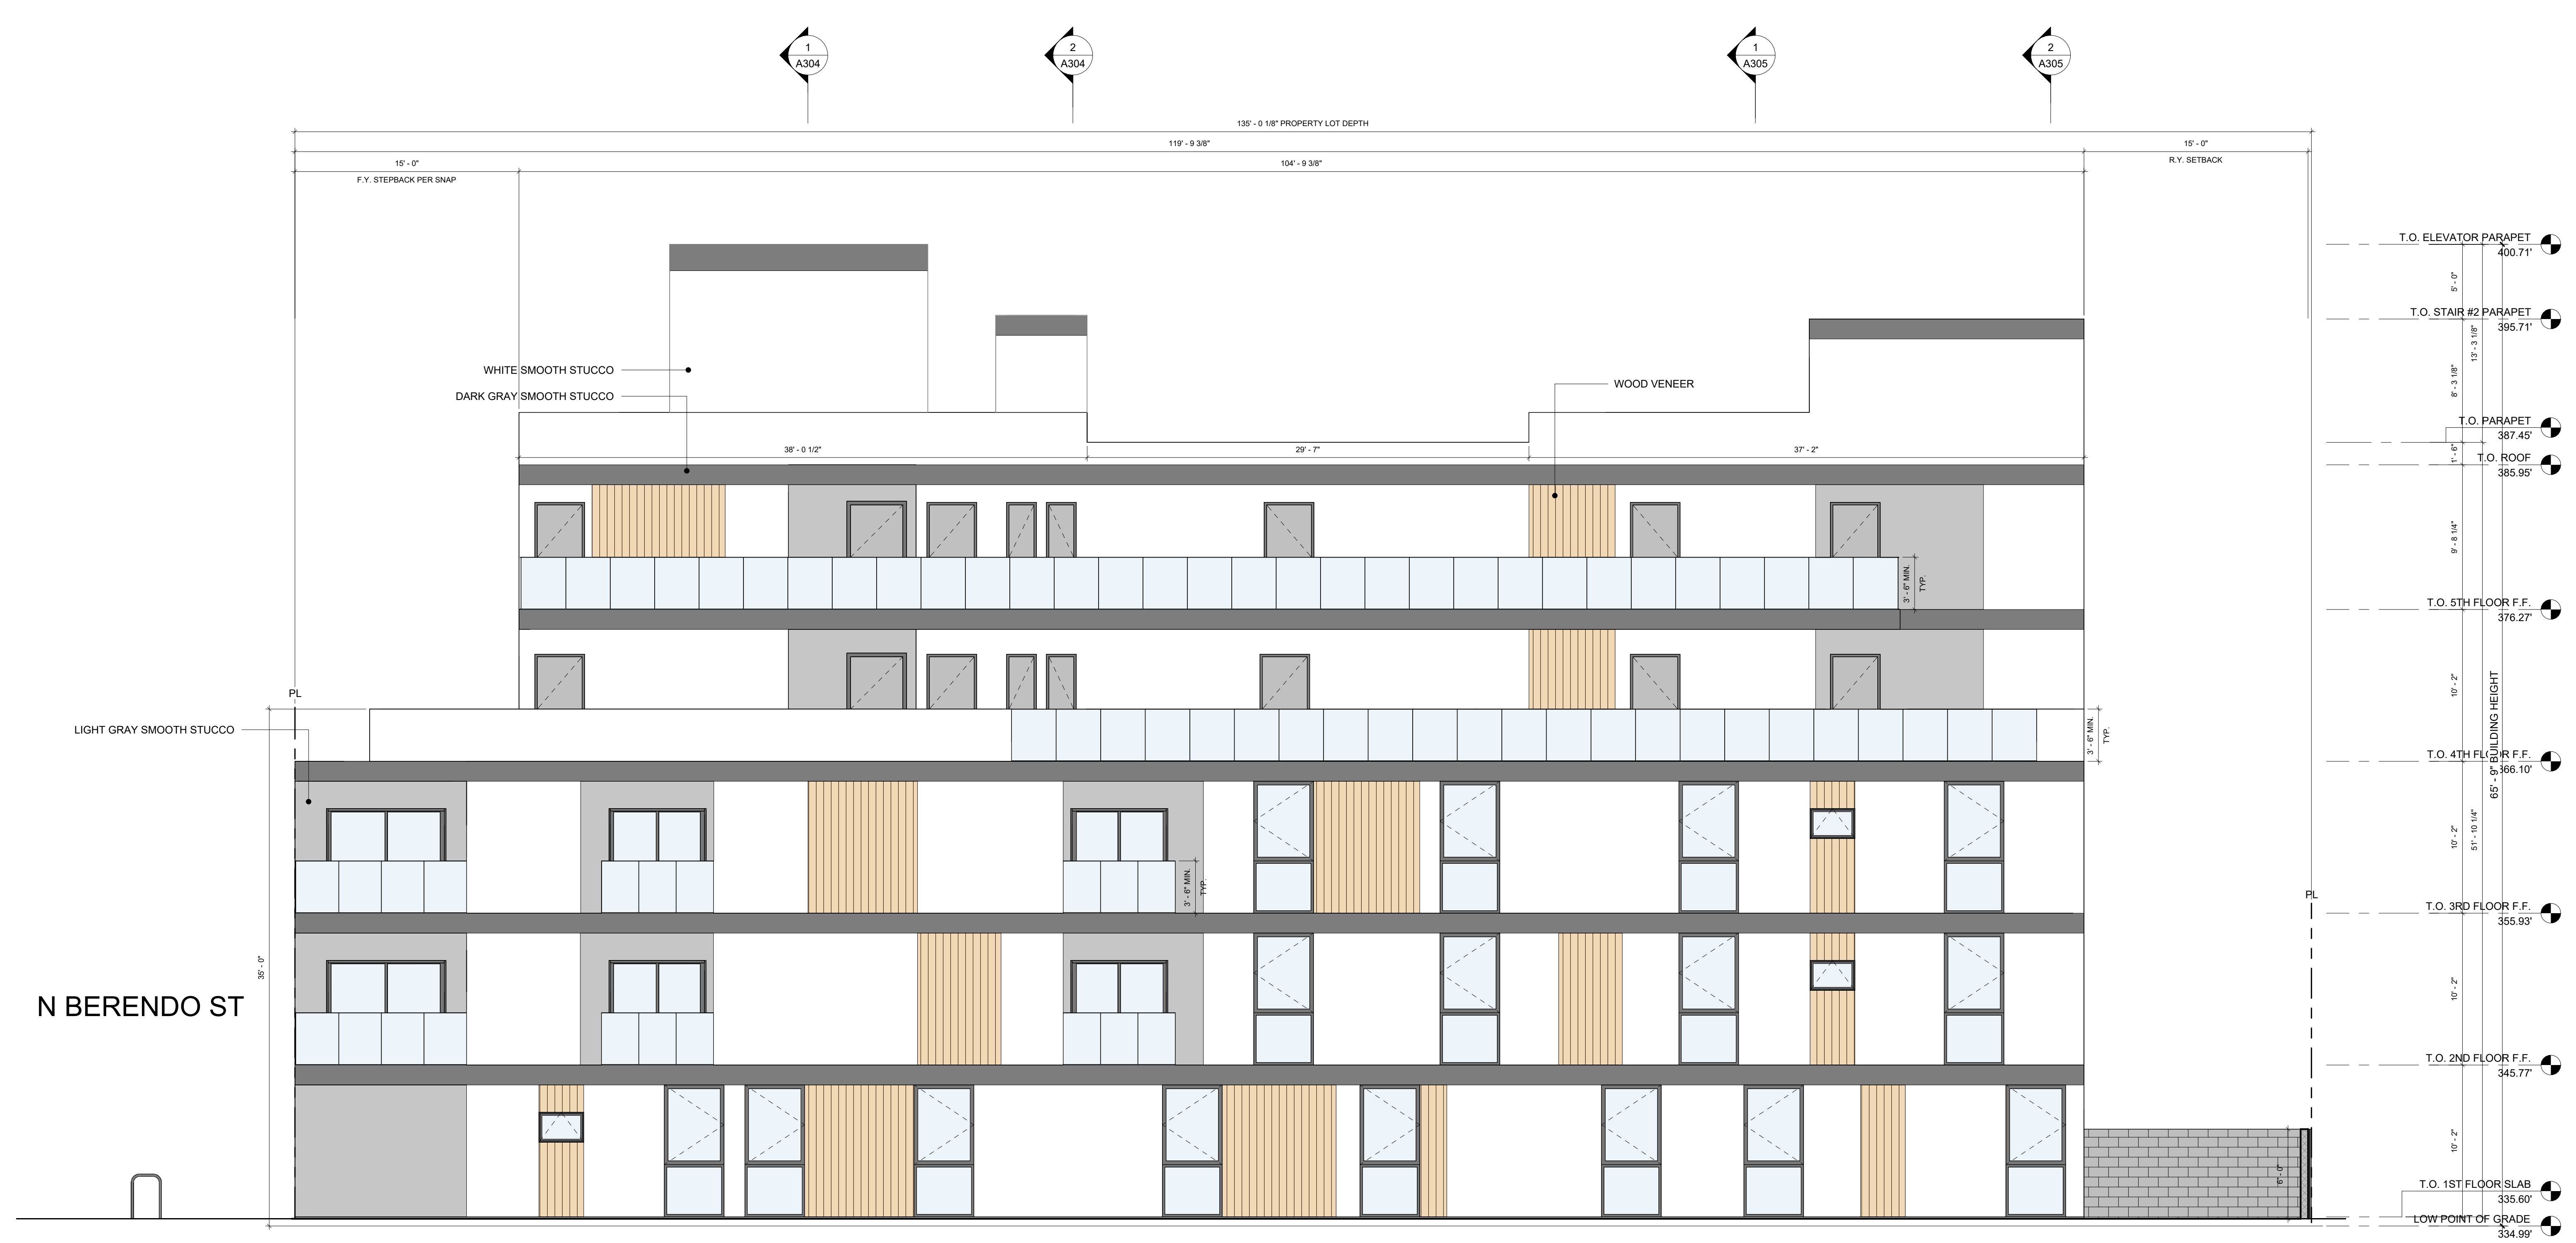 1
A304
2
A304
1
A305
2
A305
135' - 0 1/8" PROPERTY LOT DEPTH
119' - 9 3/8"
15' - 0"
R.Y. SETBACK
15' - 0"
F.Y. STEPBACK PER SNAP
104' - 9 3/8"
T.O. ELEVATOR PARAPET
400.71'
5' - 0"
T.O. STAIR #2 PARAPET
395.71'
13' - 3 1/8"
8' - 3 1/8"
WHITE SMOOTH STUCCO
DARK GRAY SMOOTH STUCCO
WOOD VENEER
T.O. PARAPET
387.45'
1' - 6"
38' - 0 1/2"
29' - 7"
37' - 2"
T.O. ROOF
385.95'
9' - 8 1/4"
3' - 6" MIN.
TYP.
T.O. 5TH FLOOR F.F.
376.27'
10' - 2"
PL
LIGHT GRAY SMOOTH STUCCO
3' - 6" MIN.
TYP.
65' - 9" BUILDING HEIGHT
T.O. 4TH FLOOR F.F.
366.10'
10' - 2"
51' - 10 1/4"
3' - 6" MIN.
TYP.
PL
T.O. 3RD FLOOR F.F.
355.93'
35' - 0"
10' - 2"
N BERENDO ST
T.O. 2ND FLOOR F.F.
345.77'
10' - 2"
6' - 0"
T.O. 1ST FLOOR SLAB
335.60'
LOW POINT OF GRADE
334.99'